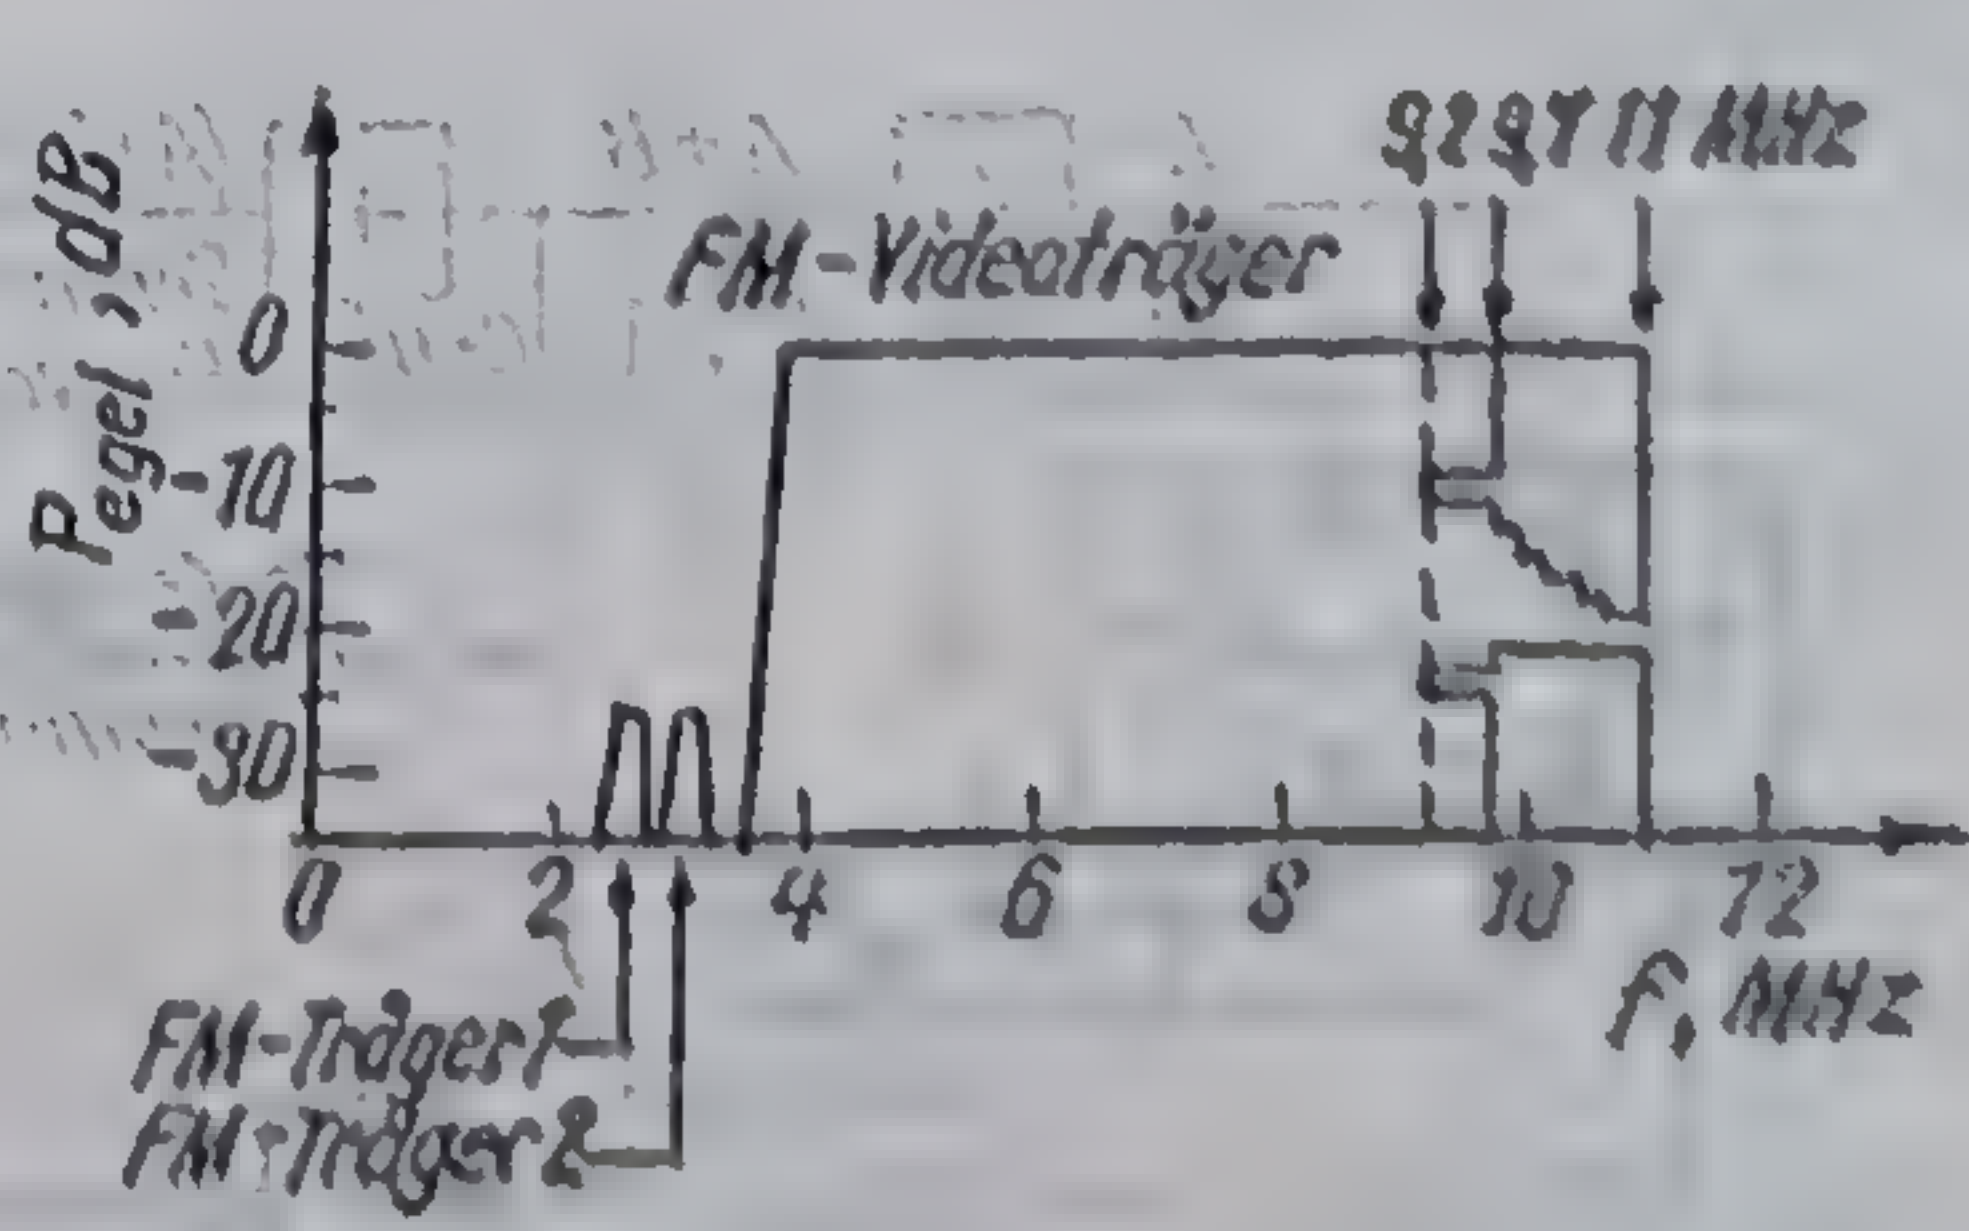 9,2 9,7 11 MHz
Pegel, dB
FM-Videoträger
0
-10
-20
-30
0 2 4 6 8 10 12
f, MHz
FM-Träger 1
FM-Träger 2